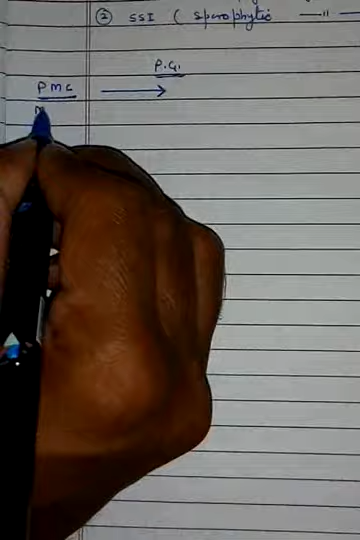 ② SSI ( sporophytic —〃
P.G.
PMC ⟶